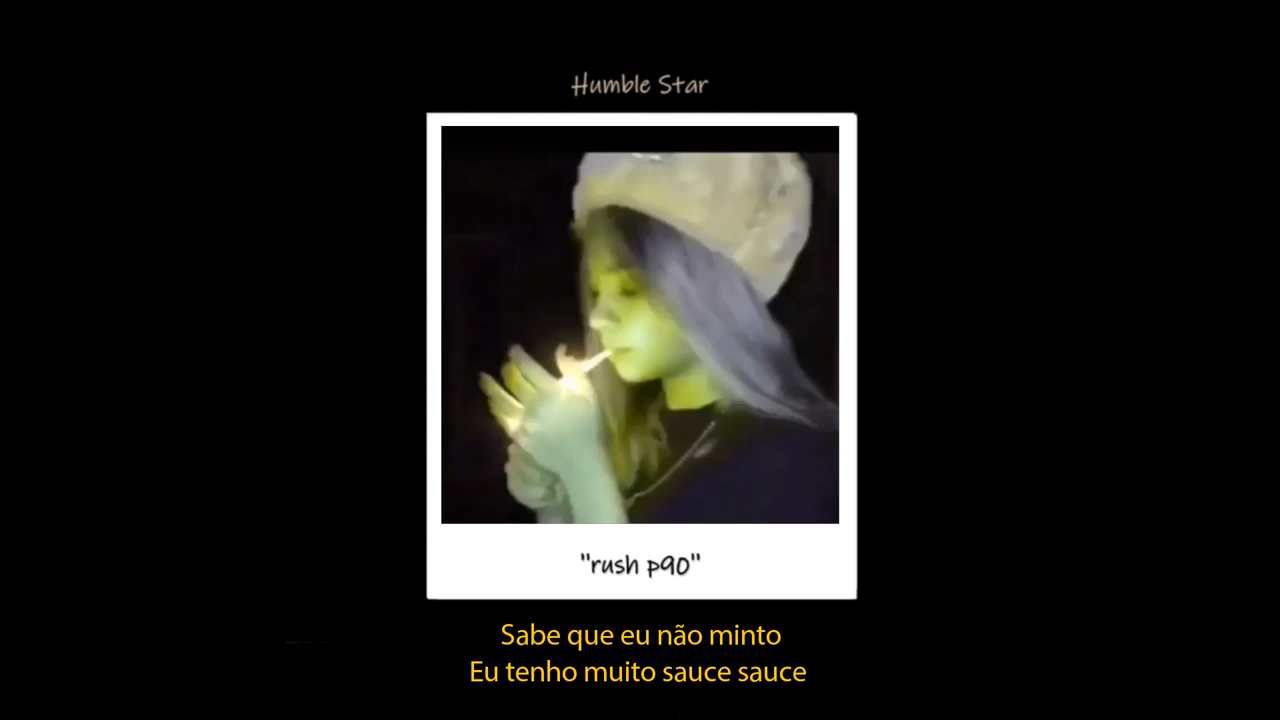 Humble Star
"rush p90"
Sabe que eu não minto
Eu tenho muito sauce sauce